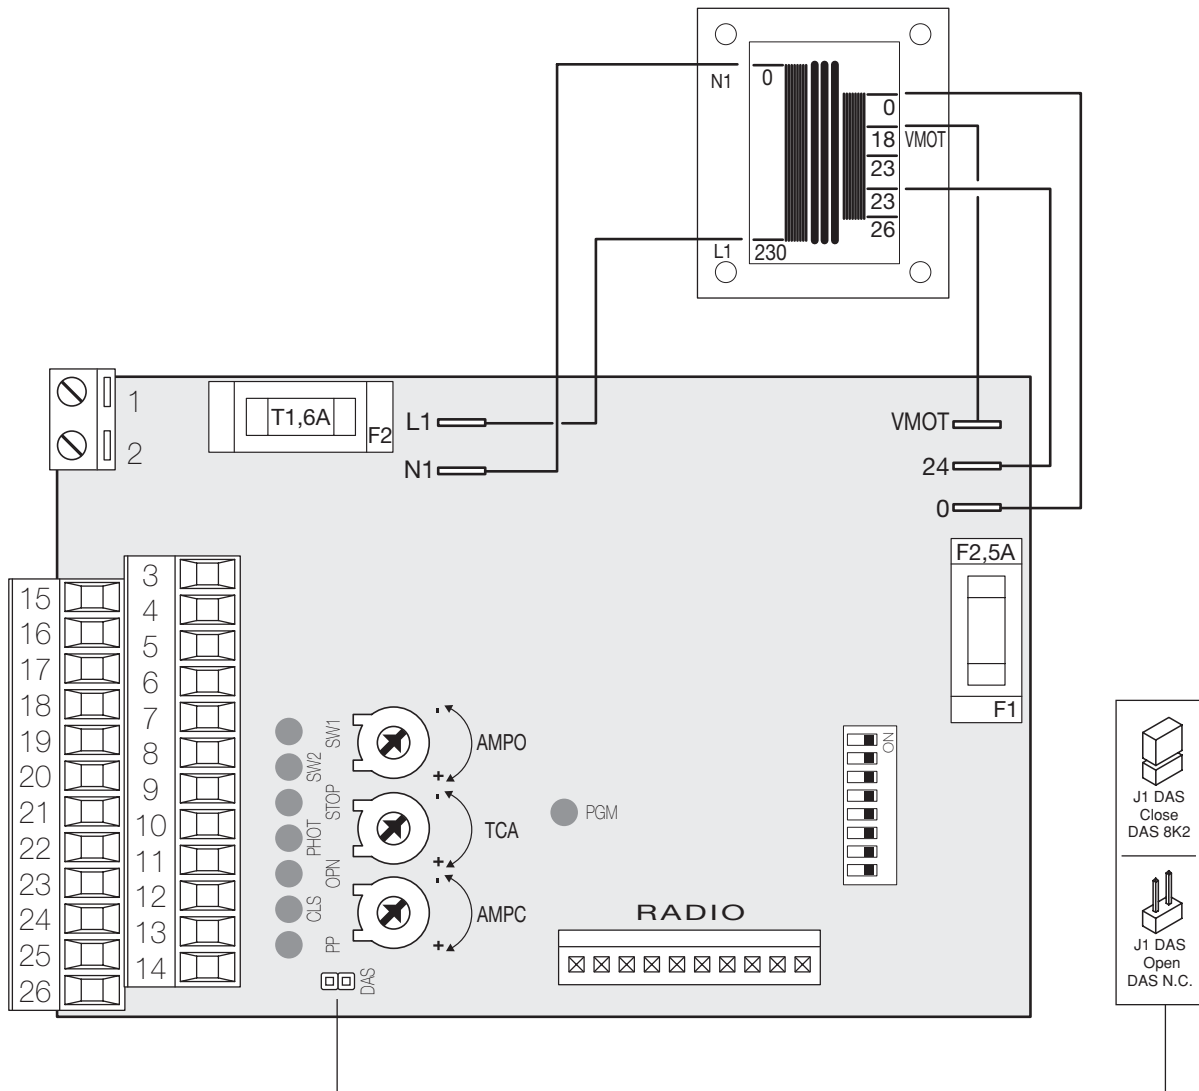 N1
0
0
18
VMOT
23
23
26
L1
230
1
2
T1,6A
F2
L1
N1
VMOT
24
0
F2,5A
F1
3
4
5
6
7
8
9
10
11
12
13
14
15
16
17
18
19
20
21
22
23
24
25
26
SW1
SW2
STOP
PHOT
OPN
CLS
PP
DAS
-
AMPO
+
-
TCA
+
-
AMPC
+
PGM
ON
RADIO
J1 DAS
Close
DAS 8K2
J1 DAS
Open
DAS N.C.